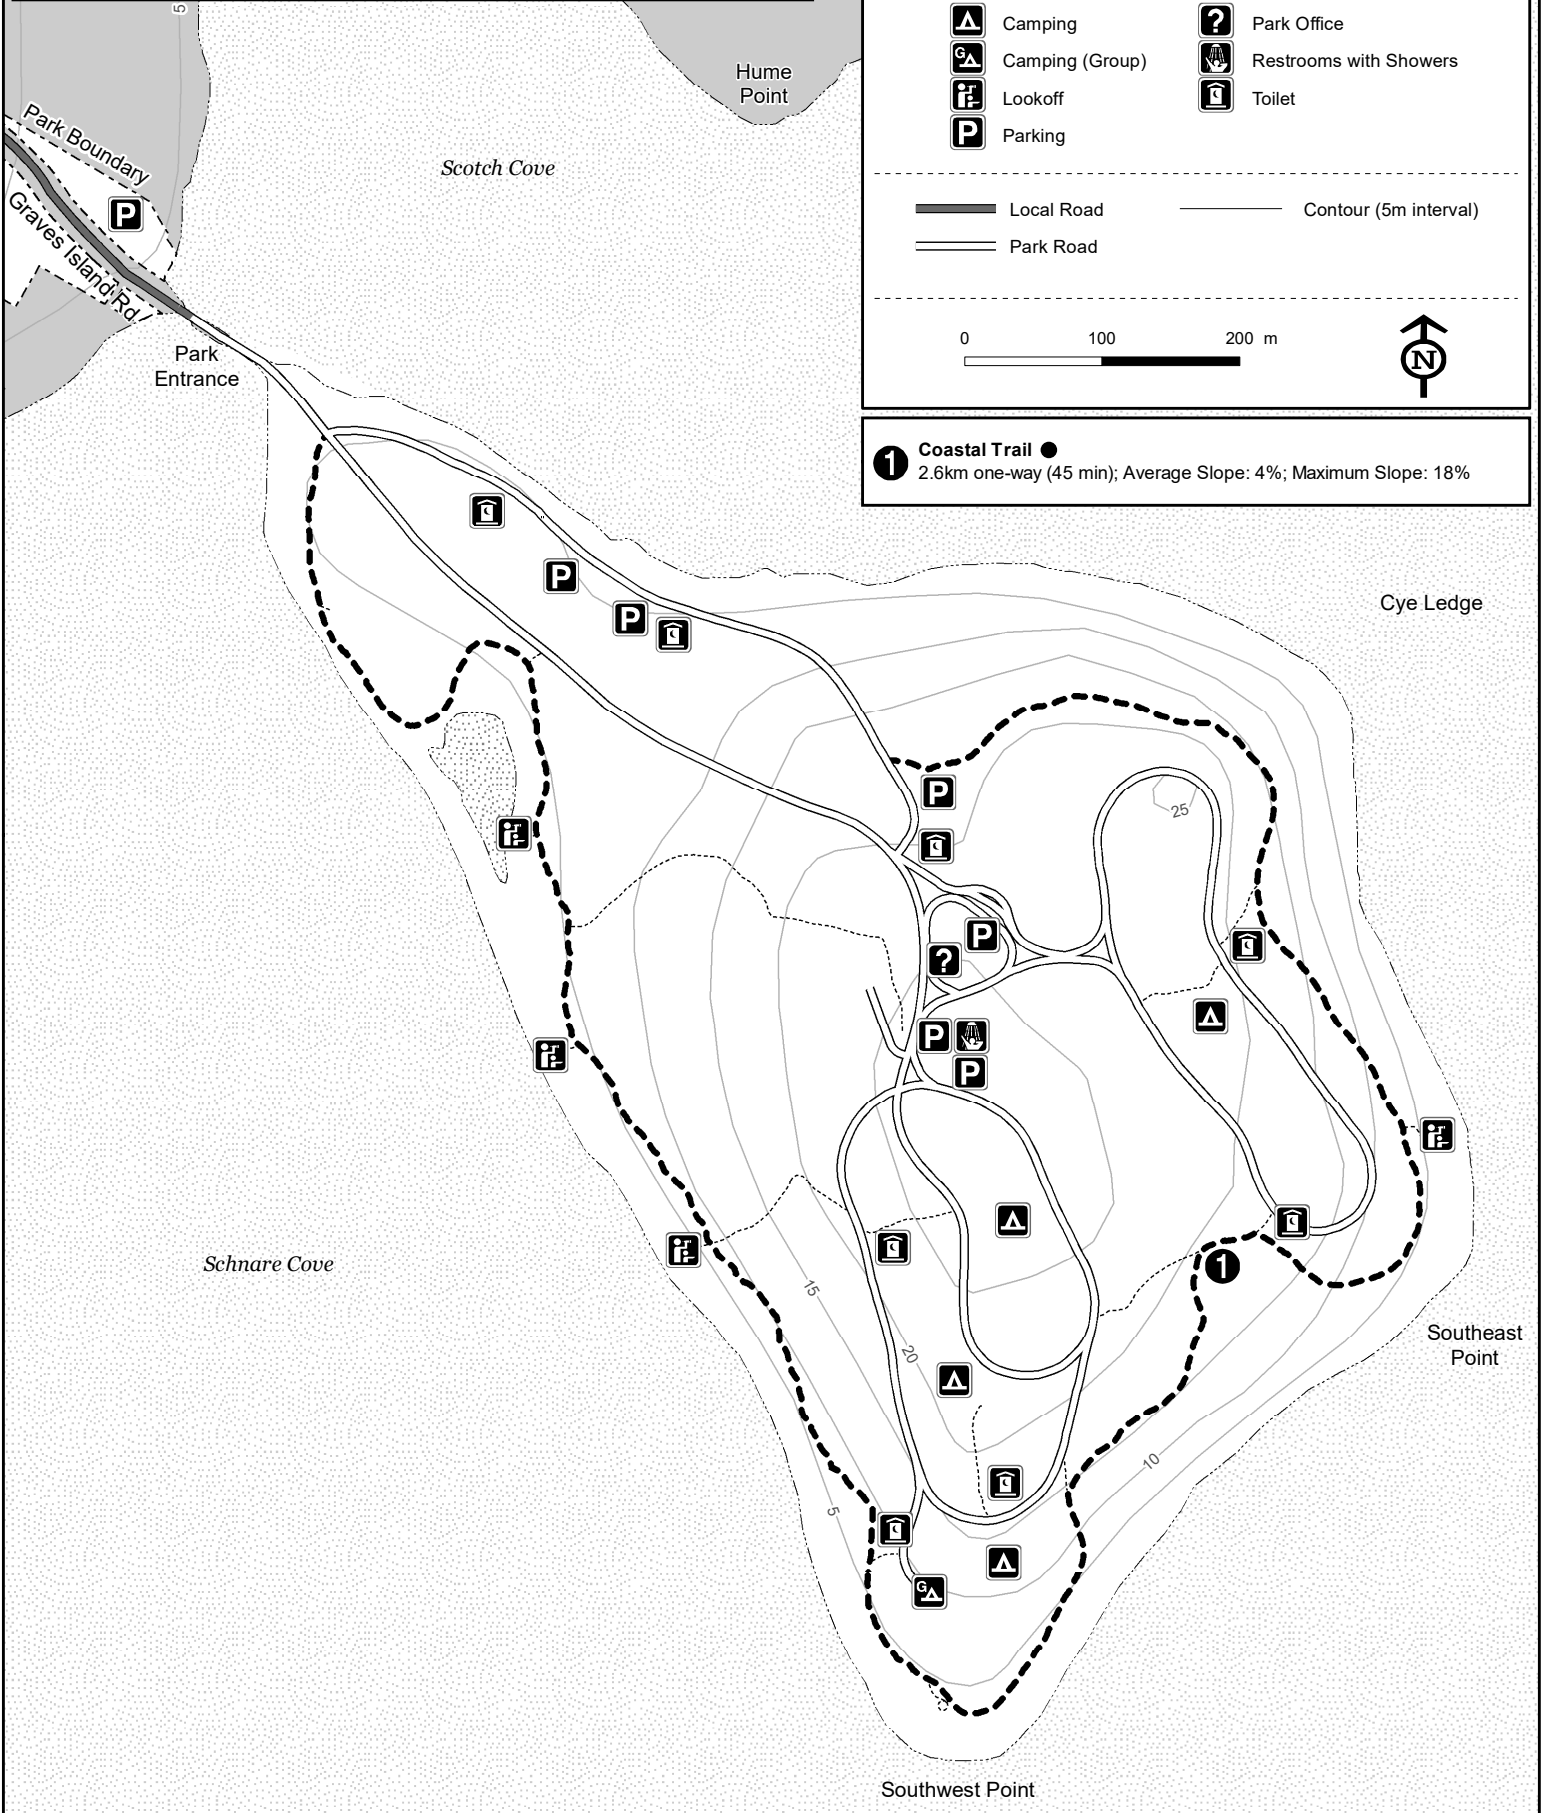 5
Camping
Park Office
Camping (Group)
Restrooms with Showers
Lookoff
Toilet
Parking
Hume
Point
Park Boundary
Scotch Cove
P
Graves Island Rd
Local Road
Contour (5m interval)
Park Road
0 100 200 m
N
Park
Entrance
1
Coastal Trail
2.6km one-way (45 min); Average Slope: 4%; Maximum Slope: 18%
P
P
Cye Ledge
P
25
P
?
P
P
Schnare Cove
1
15
20
Southeast
Point
10
5
G
Southwest Point